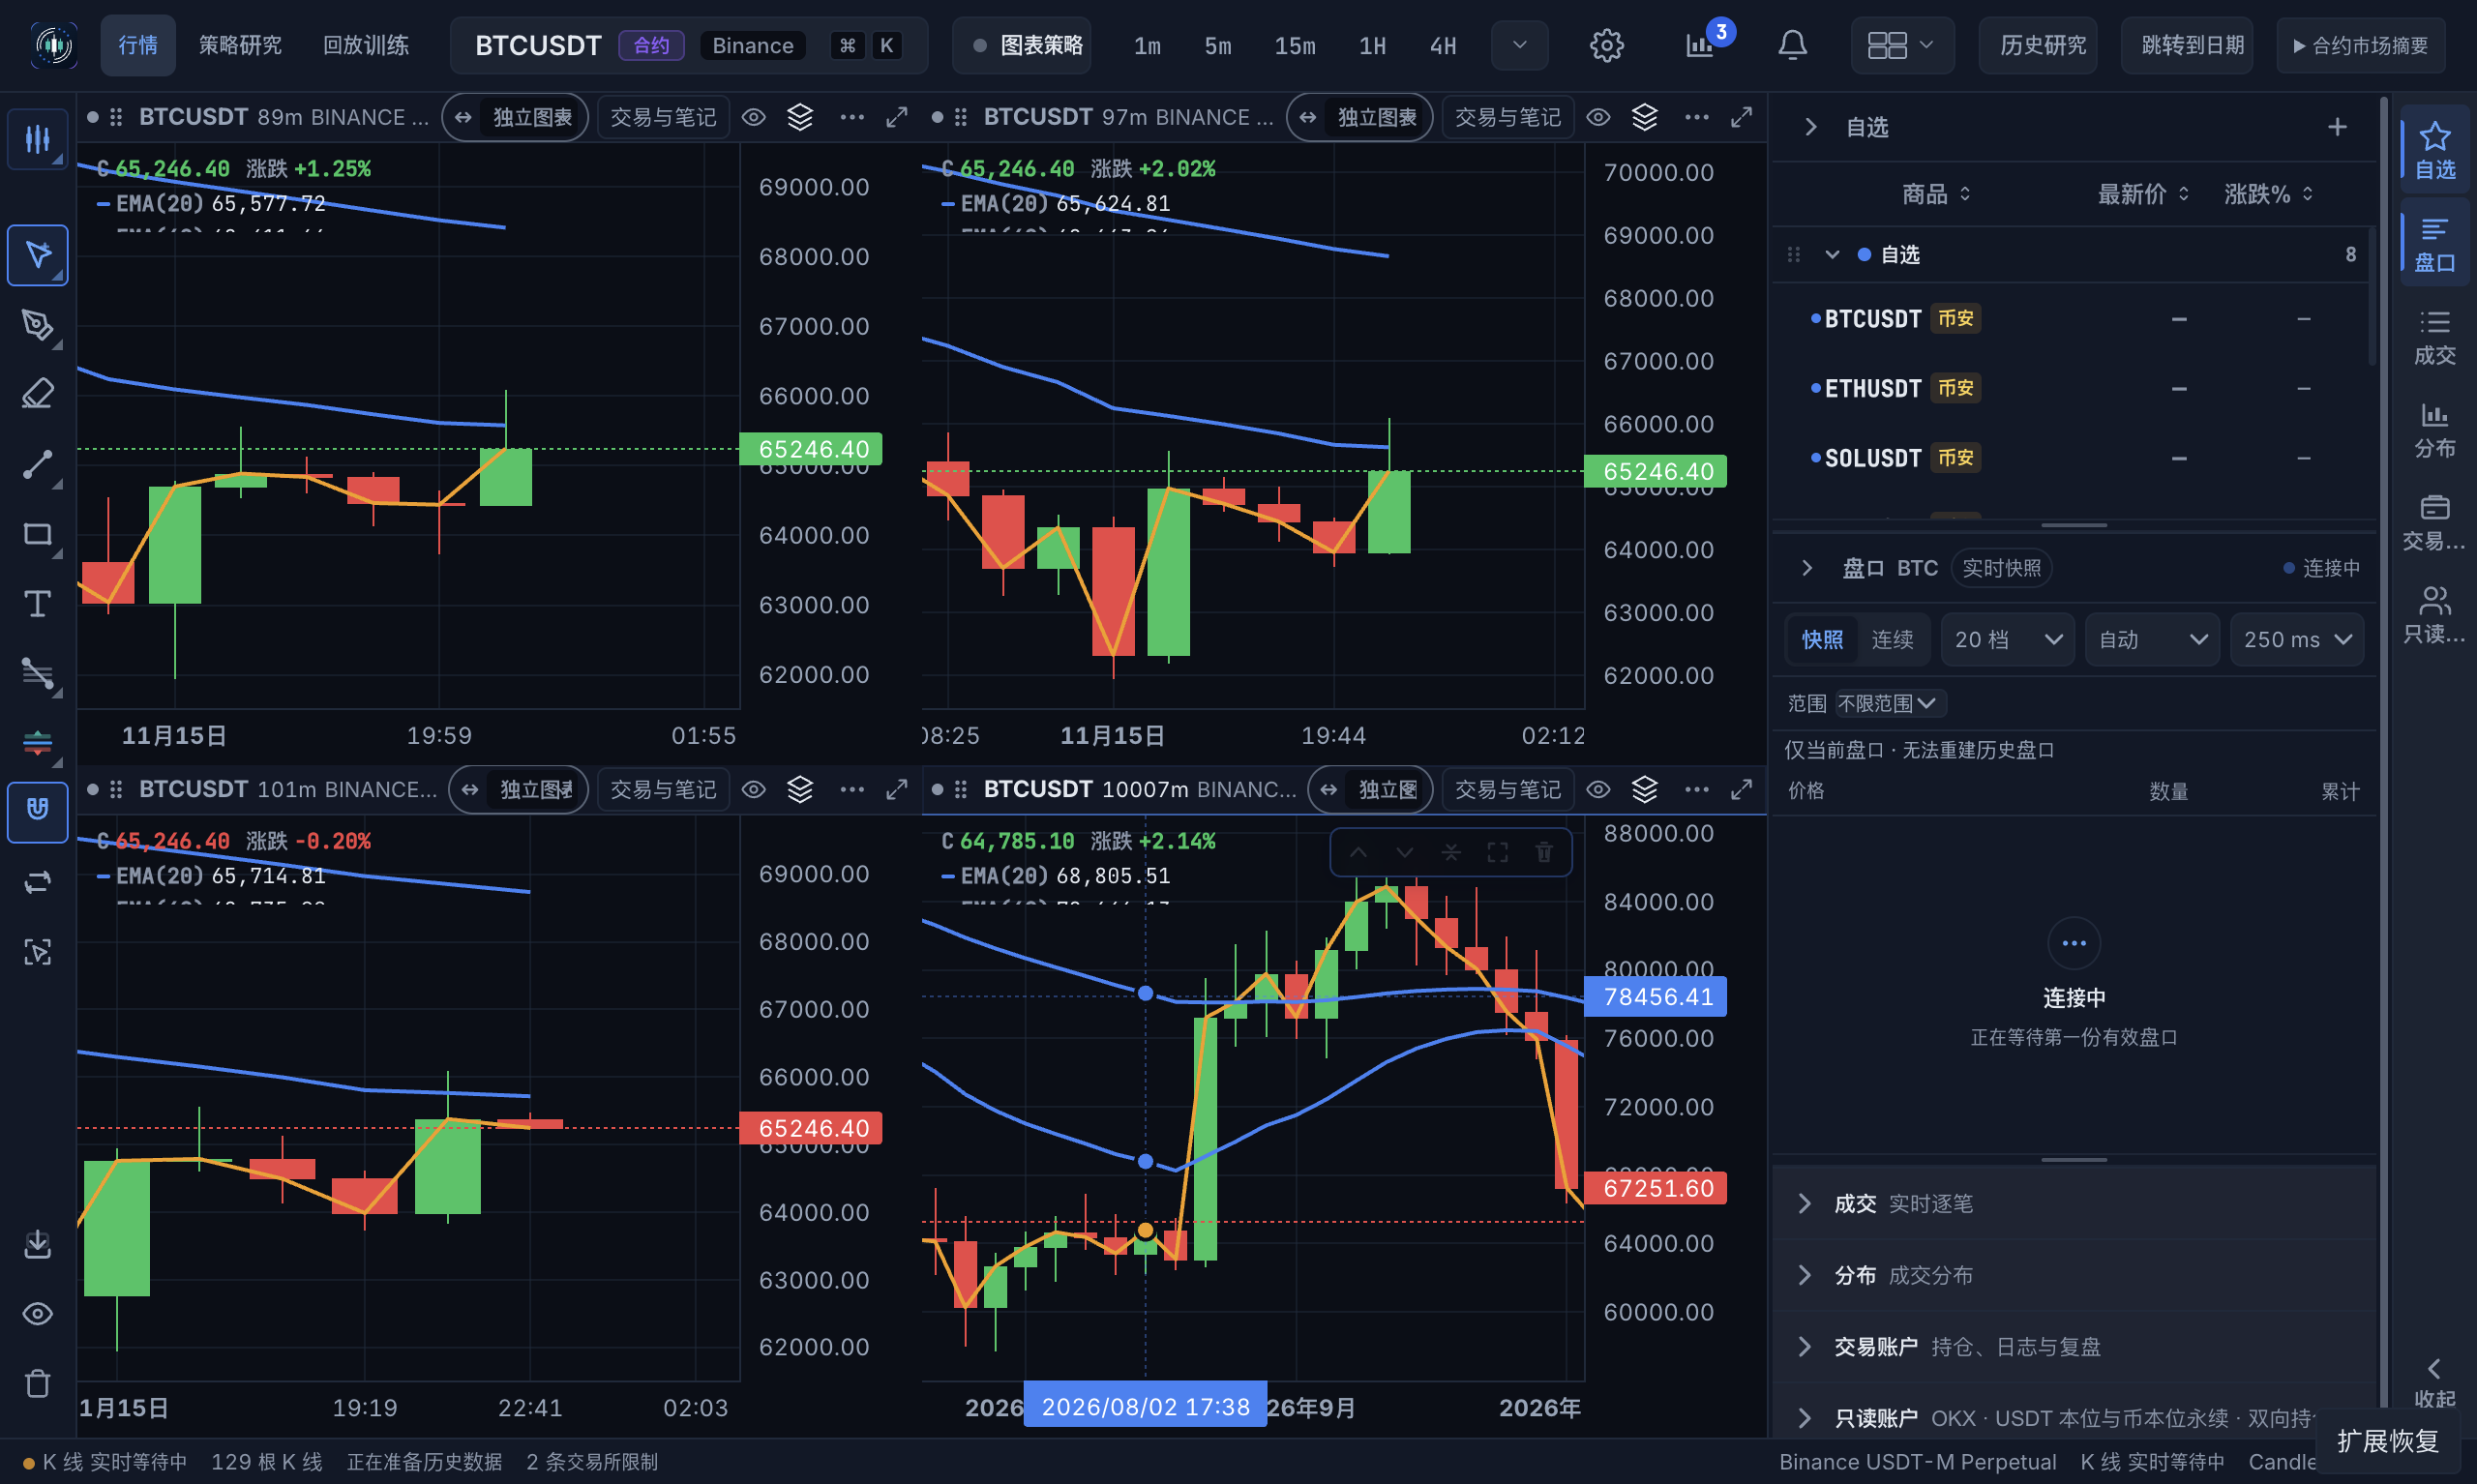 行情 策略研究 回放训练 BTCUSDT 合约 Binance ⌘ K 图表策略 1m 5m 15m 1H 4H 3 历史研究 跳转到日期 合约市场摘要
BTCUSDT 89m BINANCE ... 独立图表 交易与笔记
C 65,246.40 涨跌 +1.25%
EMA(20) 65,577.72
69000.00
68000.00
67000.00
66000.00
65246.40
65000.00
64000.00
63000.00
62000.00
11月15日 19:59 01:55
BTCUSDT 97m BINANCE ... 独立图表 交易与笔记
C 65,246.40 涨跌 +2.02%
EMA(20) 65,624.81
70000.00
69000.00
68000.00
67000.00
66000.00
65246.40
65000.00
64000.00
63000.00
62000.00
08:25 11月15日 19:44 02:12
BTCUSDT 101m BINANCE... 独立图表 交易与笔记
C 65,246.40 涨跌 -0.20%
EMA(20) 65,714.81
69000.00
68000.00
67000.00
66000.00
65246.40
65000.00
64000.00
63000.00
62000.00
1月15日 19:19 22:41 02:03
BTCUSDT 10007m BINANC... 独立图 交易与笔记
C 64,785.10 涨跌 +2.14%
EMA(20) 68,805.51
88000.00
84000.00
80000.00
78456.41
76000.00
72000.00
67251.60
64000.00
60000.00
2026 2026/08/02 17:38 26年9月 2026年
自选
商品 最新价 涨跌%
自选 8
BTCUSDT 币安 — —
ETHUSDT 币安 — —
SOLUSDT 币安 — —
盘口 BTC 实时快照 连接中
快照 连续 20 档 自动 250 ms
范围 不限范围
仅当前盘口 · 无法重建历史盘口
价格 数量 累计
连接中
正在等待第一份有效盘口
成交 实时逐笔
分布 成交分布
交易账户 持仓、日志与复盘
只读账户 OKX · USDT 本位与币本位永续 · 双向持
自选
盘口
成交
分布
交易...
只读...
收起
扩展恢复
K 线 实时等待中 129 根 K 线 正在准备历史数据 2 条交易所限制 Binance USDT-M Perpetual K 线 实时等待中 Candle